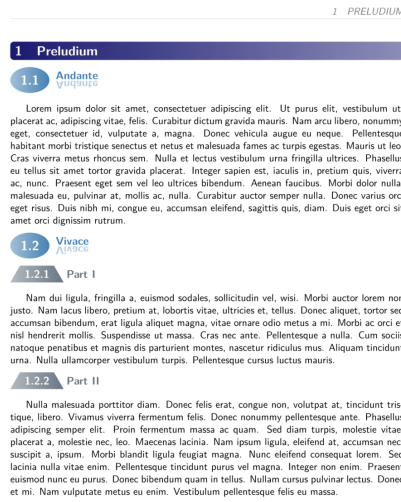 1 PRELUDIUM
1 Preludium
1.1 Andante
Lorem ipsum dolor sit amet, consectetuer adipiscing elit. Ut purus elit, vestibulum ut,
placerat ac, adipiscing vitae, felis. Curabitur dictum gravida mauris. Nam arcu libero, nonummy
eget, consectetuer id, vulputate a, magna. Donec vehicula augue eu neque. Pellentesque
habitant morbi tristique senectus et netus et malesuada fames ac turpis egestas. Mauris ut leo.
Cras viverra metus rhoncus sem. Nulla et lectus vestibulum urna fringilla ultrices. Phasellus
eu tellus sit amet tortor gravida placerat. Integer sapien est, iaculis in, pretium quis, viverra
ac, nunc. Praesent eget sem vel leo ultrices bibendum. Aenean faucibus. Morbi dolor nulla,
malesuada eu, pulvinar at, mollis ac, nulla. Curabitur auctor semper nulla. Donec varius orci
eget risus. Duis nibh mi, congue eu, accumsan eleifend, sagittis quis, diam. Duis eget orci sit
amet orci dignissim rutrum.
1.2 Vivace
1.2.1 Part I
Nam dui ligula, fringilla a, euismod sodales, sollicitudin vel, wisi. Morbi auctor lorem non
justo. Nam lacus libero, pretium at, lobortis vitae, ultricies et, tellus. Donec aliquet, tortor sed
accumsan bibendum, erat ligula aliquet magna, vitae ornare odio metus a mi. Morbi ac orci et
nisl hendrerit mollis. Suspendisse ut massa. Cras nec ante. Pellentesque a nulla. Cum sociis
natoque penatibus et magnis dis parturient montes, nascetur ridiculus mus. Aliquam tincidunt
urna. Nulla ullamcorper vestibulum turpis. Pellentesque cursus luctus mauris.
1.2.2 Part II
Nulla malesuada porttitor diam. Donec felis erat, congue non, volutpat at, tincidunt tris-
tique, libero. Vivamus viverra fermentum felis. Donec nonummy pellentesque ante. Phasellus
adipiscing semper elit. Proin fermentum massa ac quam. Sed diam turpis, molestie vitae,
placerat a, molestie nec, leo. Maecenas lacinia. Nam ipsum ligula, eleifend at, accumsan nec,
suscipit a, ipsum. Morbi blandit ligula feugiat magna. Nunc eleifend consequat lorem. Sed
lacinia nulla vitae enim. Pellentesque tincidunt purus vel magna. Integer non enim. Praesent
euismod nunc eu purus. Donec bibendum quam in tellus. Nullam cursus pulvinar lectus. Donec
et mi. Nam vulputate metus eu enim. Vestibulum pellentesque felis eu massa.